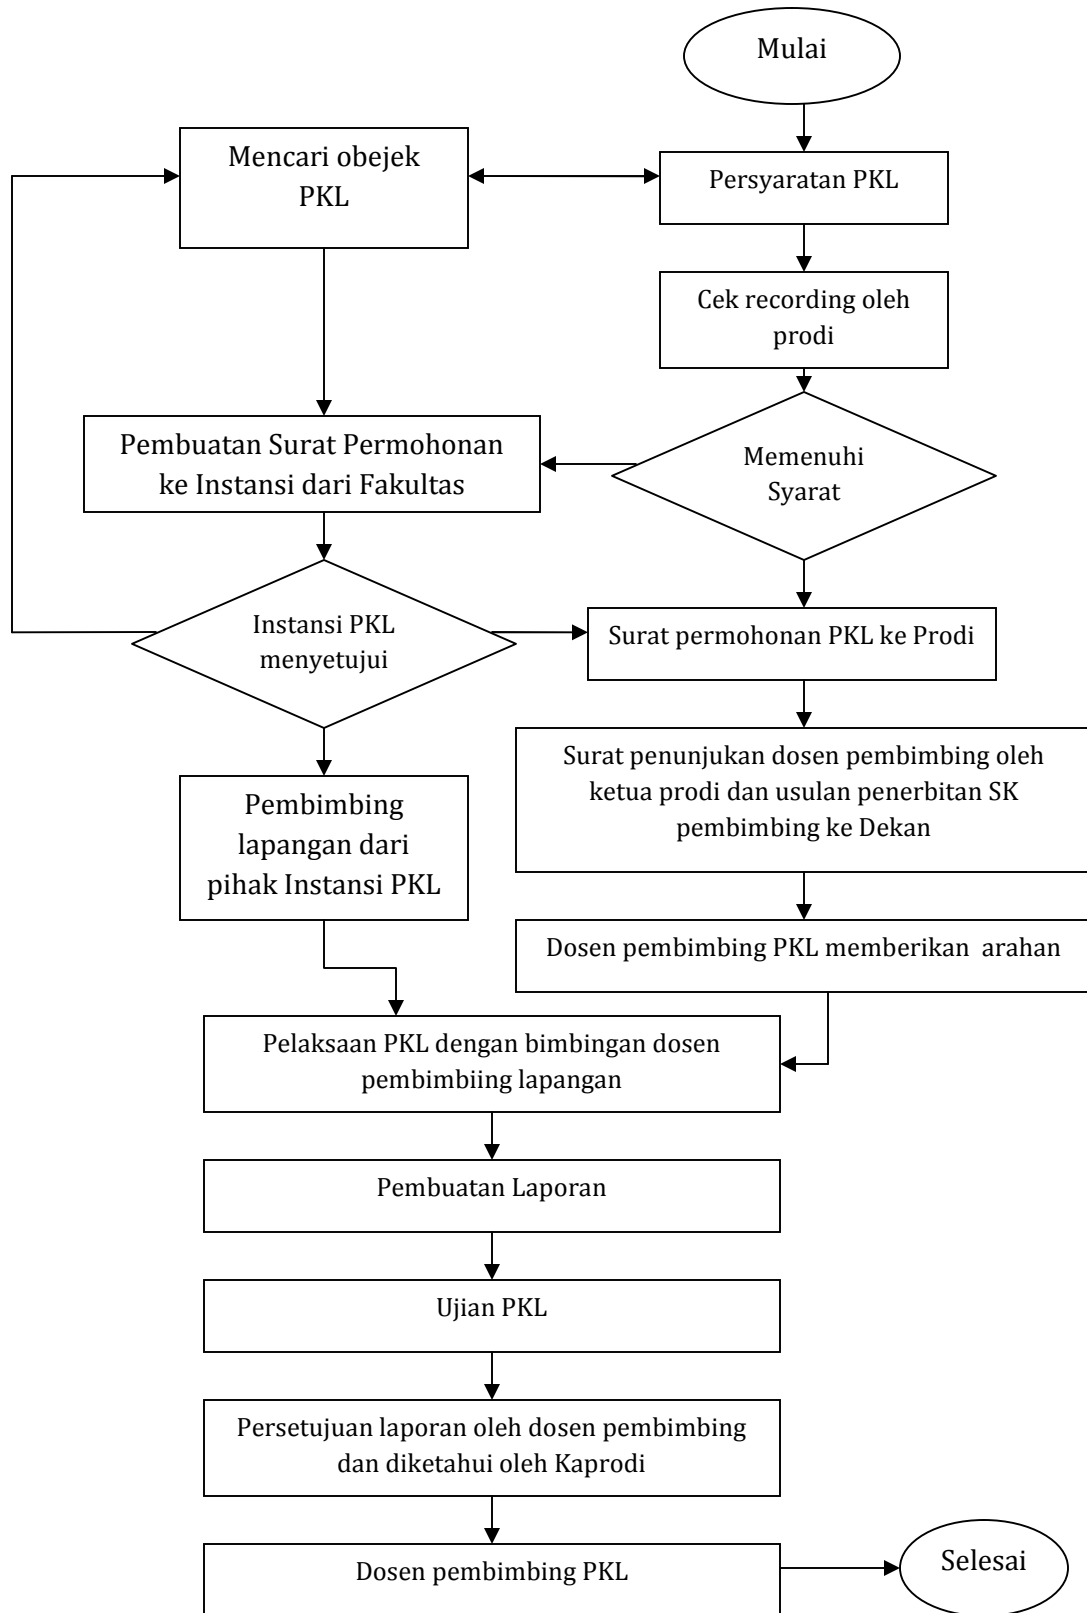 Mulai
Mencari obejek
PKL
Persyaratan PKL
Cek recording oleh
prodi
Pembuatan Surat Permohonan
ke Instansi dari Fakultas
Memenuhi
Syarat
Instansi PKL
menyetujui
Surat permohonan PKL ke Prodi
Surat penunjukan dosen pembimbing oleh
ketua prodi dan usulan penerbitan SK
pembimbing ke Dekan
Pembimbing
lapangan dari
pihak Instansi PKL
Dosen pembimbing PKL memberikan  arahan
Pelaksaan PKL dengan bimbingan dosen
pembimbiing lapangan
Pembuatan Laporan
Ujian PKL
Persetujuan laporan oleh dosen pembimbing
dan diketahui oleh Kaprodi
Dosen pembimbing PKL
Selesai